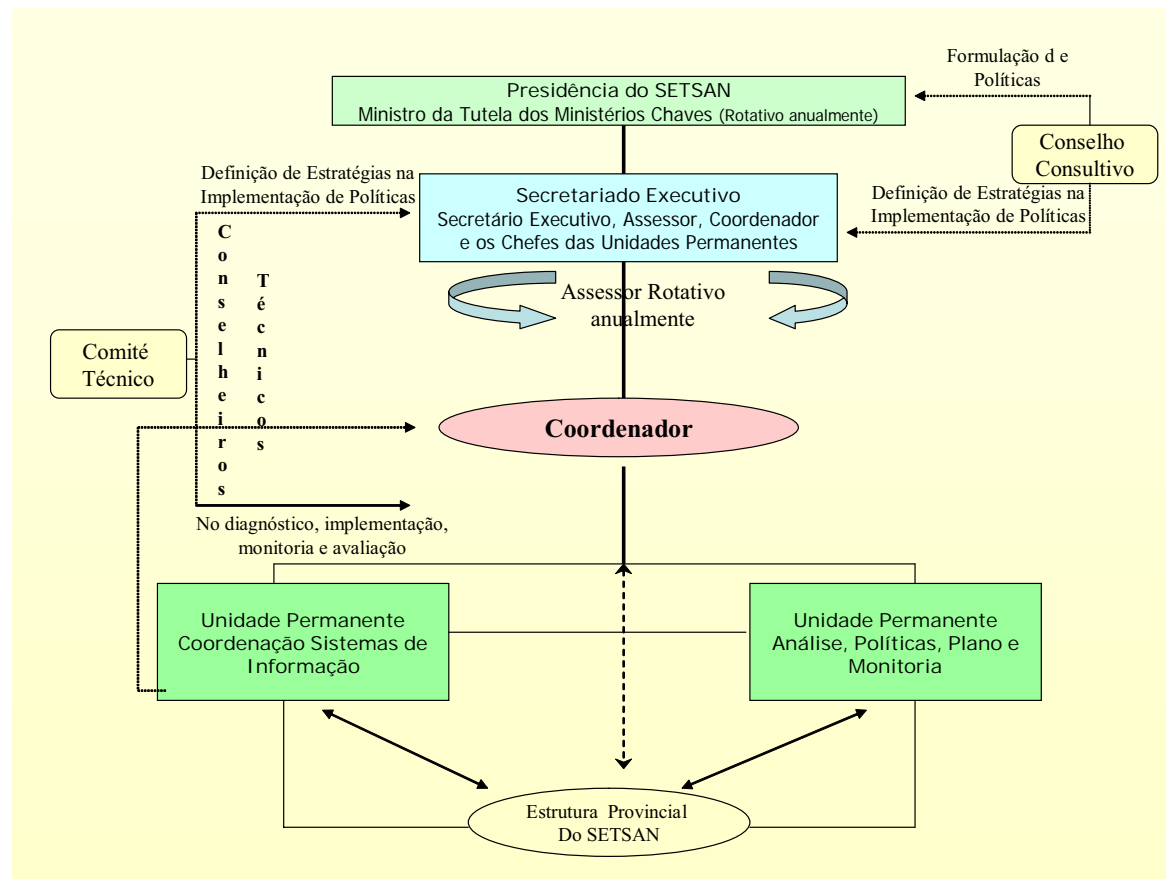 Formulação d e
Políticas
Presidência do SETSAN
Ministro da Tutela dos Ministérios Chaves (Rotativo anualmente)
Conselho
Consultivo
Definição de Estratégias na
Implementação de Políticas
Secretariado Executivo
Secretário Executivo, Assessor, Coordenador
e os Chefes das Unidades Permanentes
Definição de Estratégias na
Implementação de Políticas
Conselheiros
Técnicos
Assessor Rotativo
anualmente
Comité
Técnico
Coordenador
No diagnóstico, implementação,
monitoria e avaliação
Unidade Permanente
Coordenação Sistemas de
Informação
Unidade Permanente
Análise, Políticas, Plano e
Monitoria
Estrutura Provincial
Do SETSAN